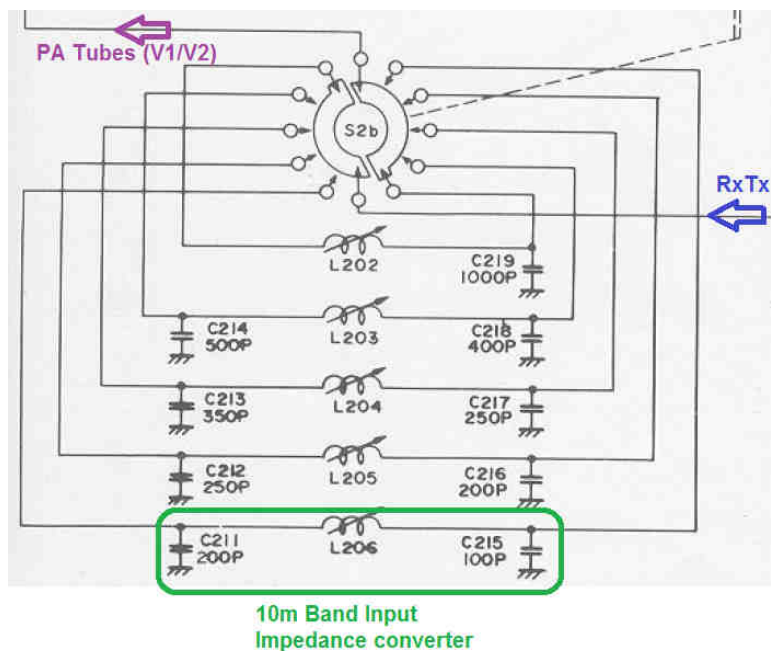 PA Tubes (V1/V2)
S2b
RxTx
L202
C219
1000P
C214
500P
L203
C218
400P
C213
350P
L204
C217
250P
C212
250P
L205
C216
200P
C211
200P
L206
C215
100P
10m Band Input
Impedance converter